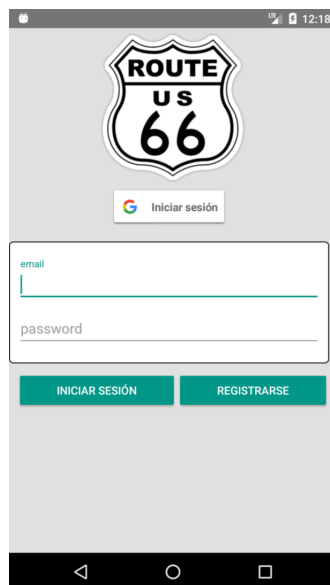 12:18
ROUTE
US
66
Iniciar sesión
email
password
INICIAR SESIÓN
REGISTRARSE